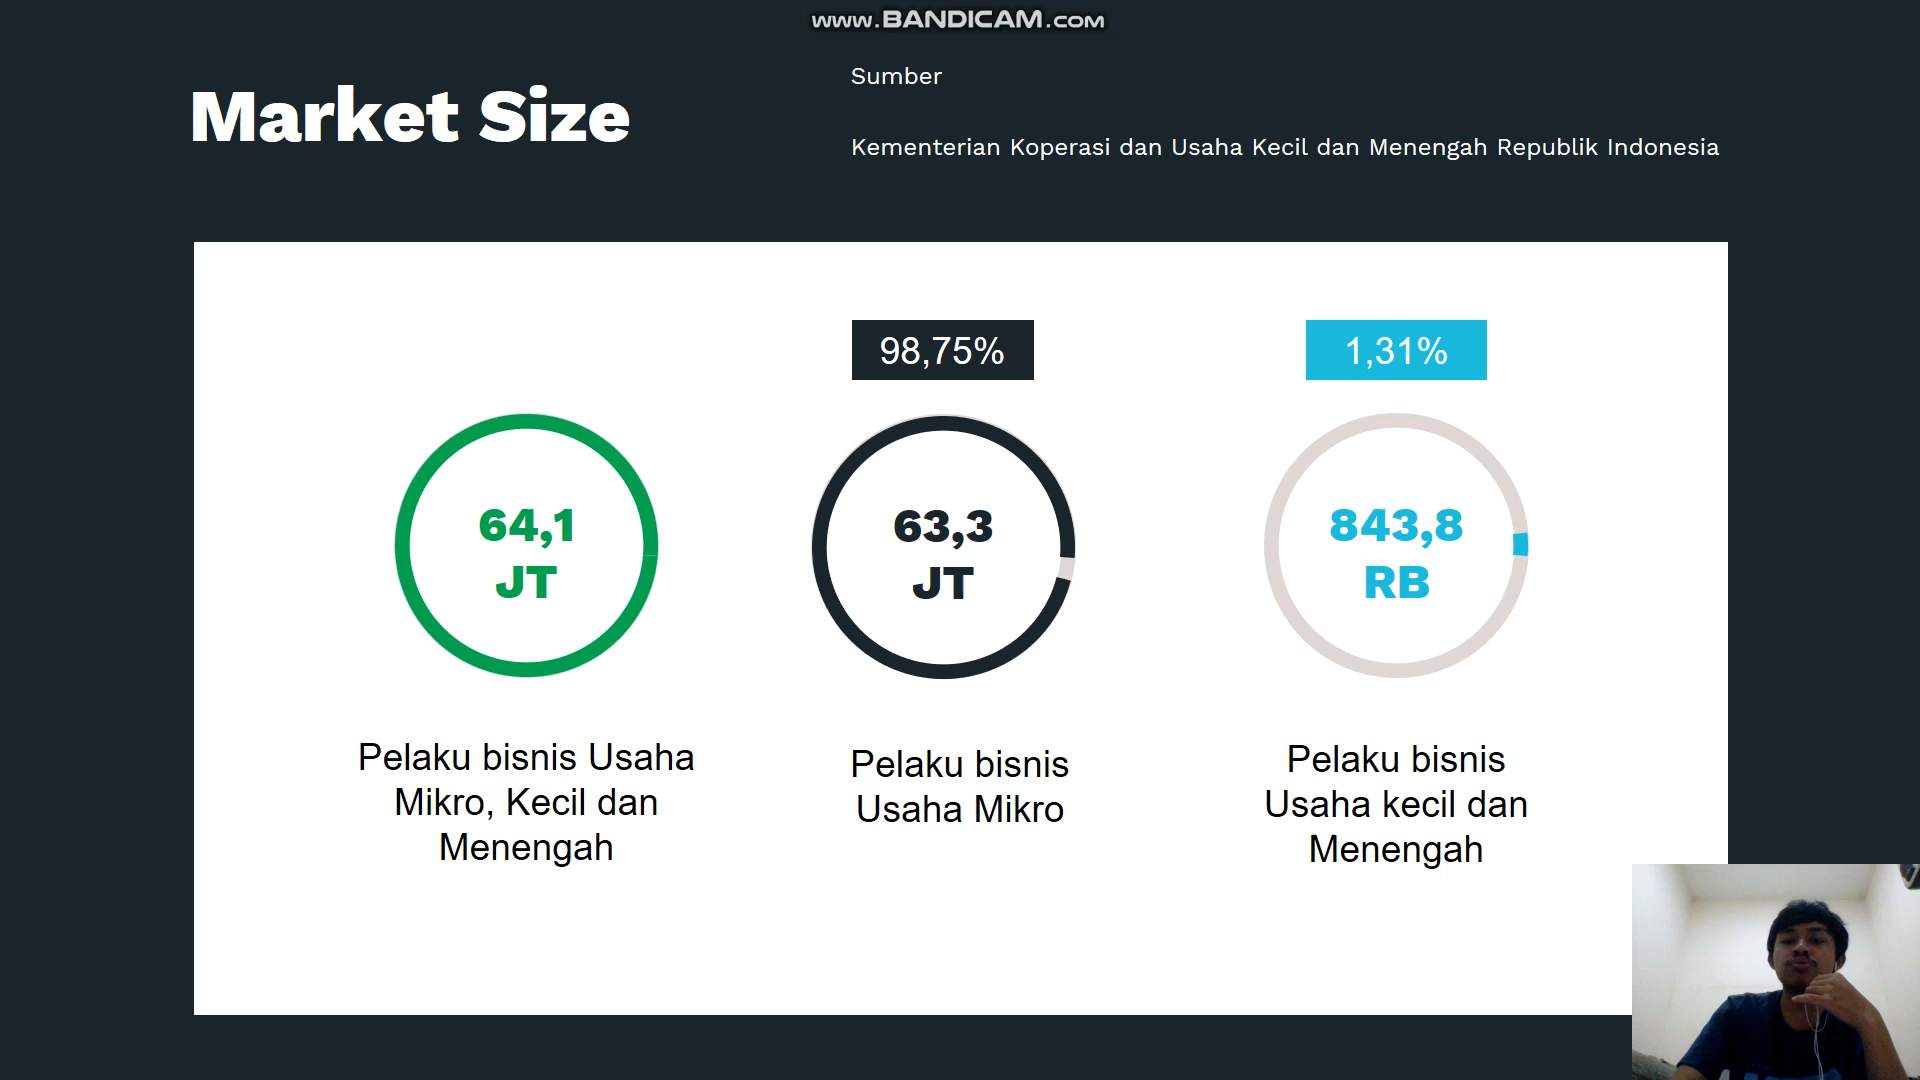 www.BANDICAM.com
Market Size
Sumber
Kementerian Koperasi dan Usaha Kecil dan Menengah Republik Indonesia
98,75%
1,31%
64,1
JT
63,3
JT
843,8
RB
Pelaku bisnis Usaha
Mikro, Kecil dan
Menengah
Pelaku bisnis
Usaha Mikro
Pelaku bisnis
Usaha kecil dan
Menengah